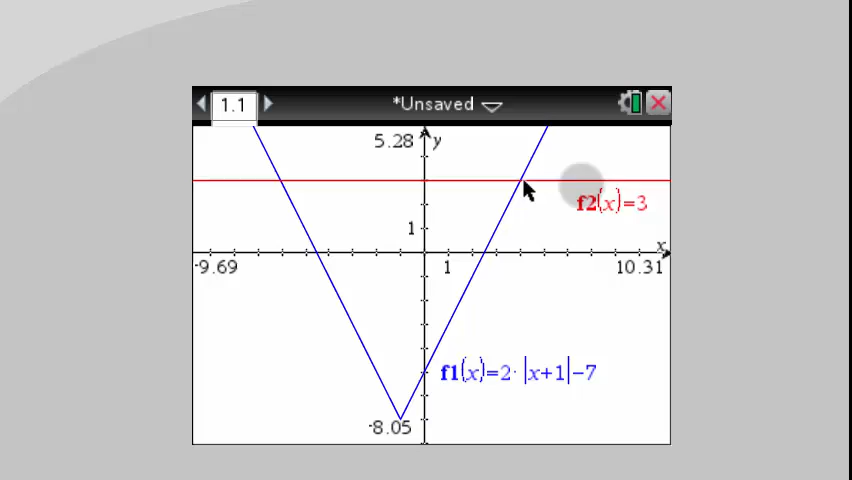 1.1 *Unsaved
5.28 y
f2(x)=3
1
x
-9.69 1 10.31
f1(x)=2·|x+1|-7
-8.05